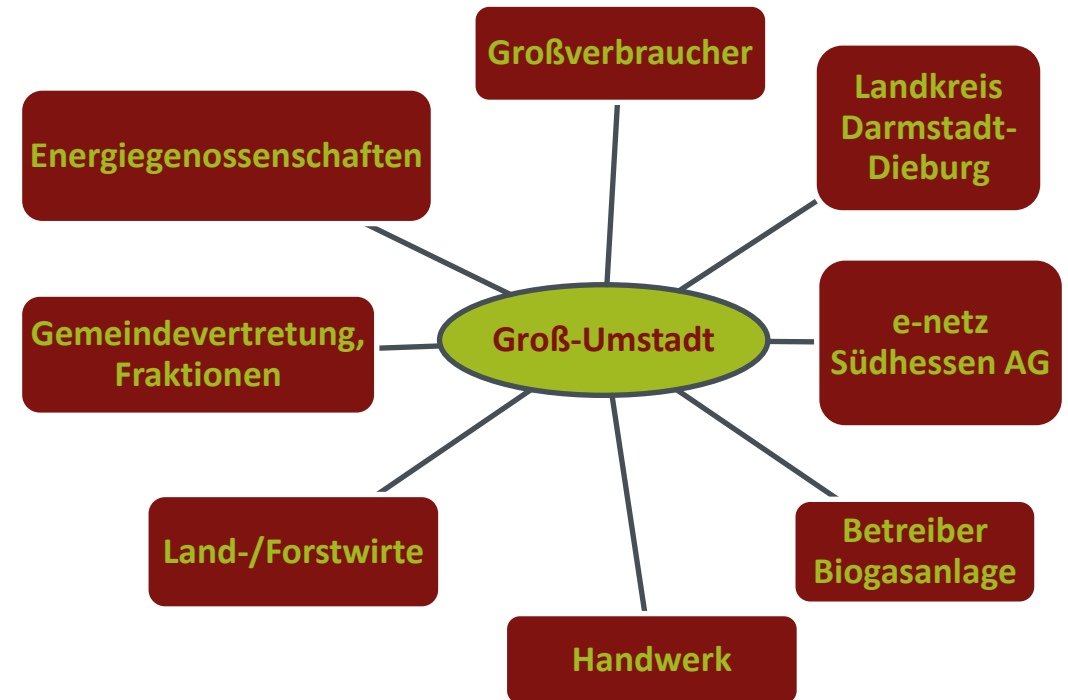 Großverbraucher
Landkreis
Darmstadt-
Dieburg
Energiegenossenschaften
e-netz
Südhessen AG
Gemeindevertretung,
Fraktionen
Groß-Umstadt
Land-/Forstwirte
Betreiber
Biogasanlage
Handwerk